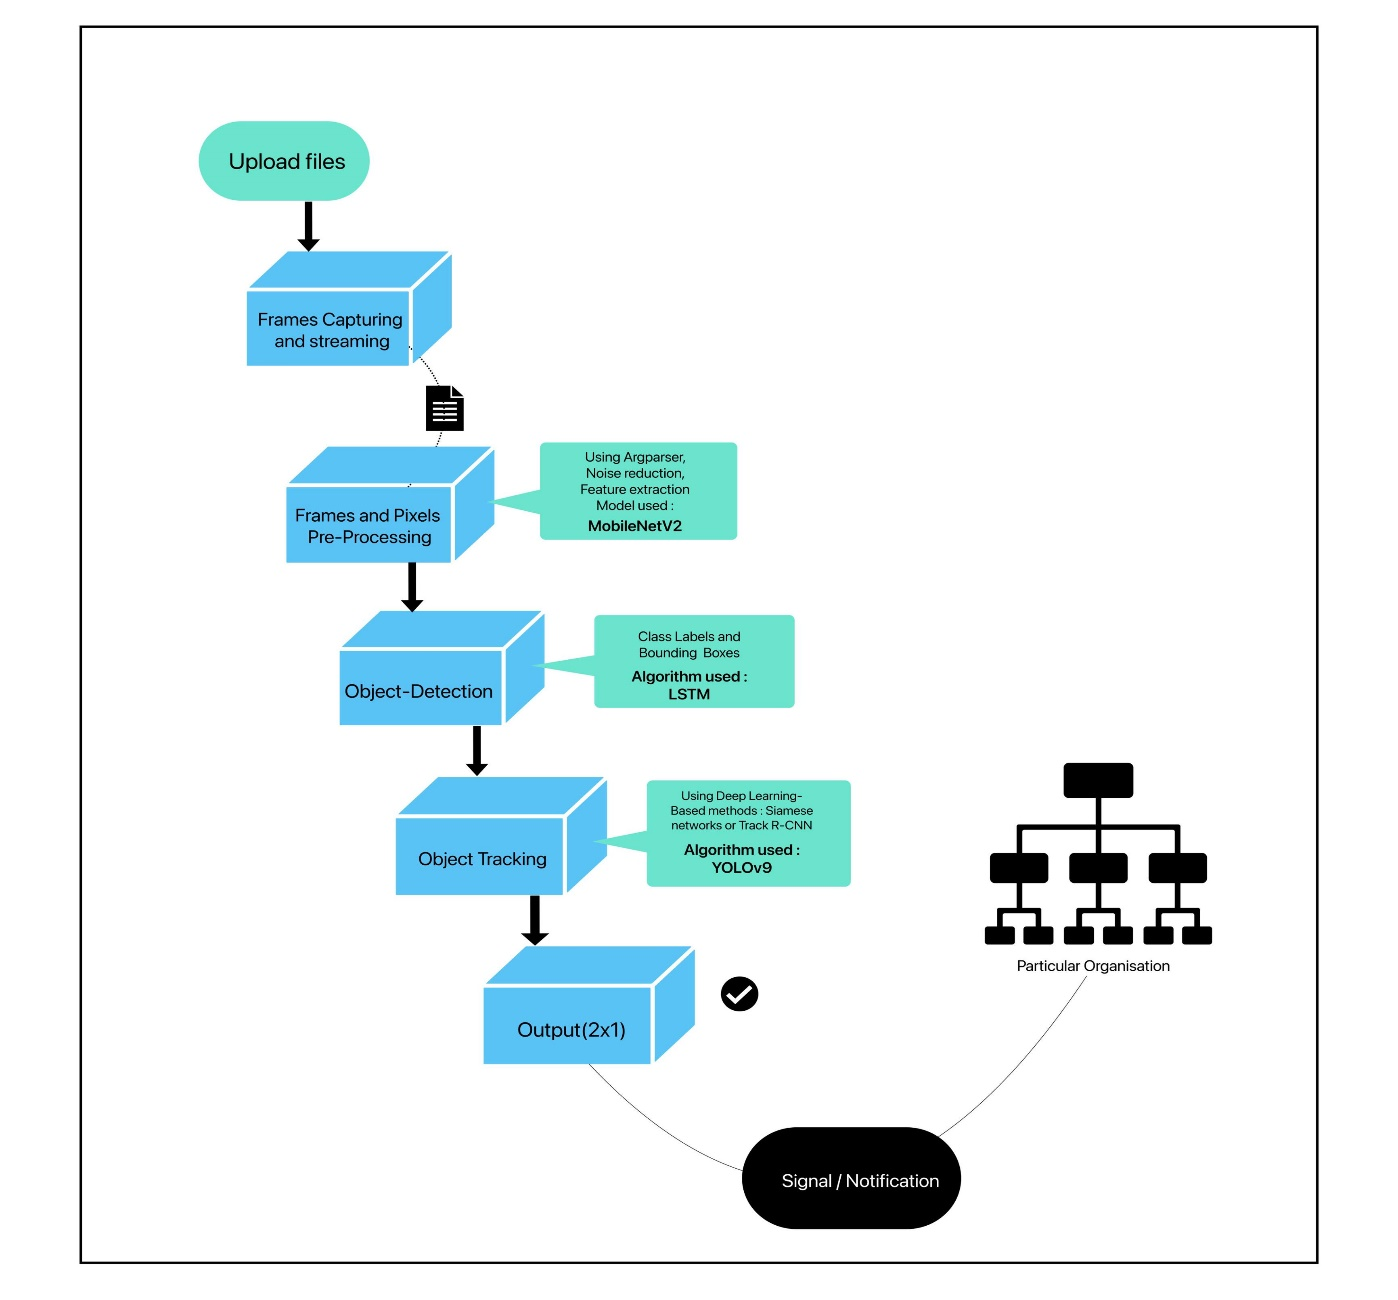 Upload files
Frames Capturing
and streaming
Frames and Pixels
Pre-Processing
Using Argparser,
Noise reduction,
Feature extraction
Model used :
MobileNetV2
Object-Detection
Class Labels and
Bounding Boxes
Algorithm used :
LSTM
Object Tracking
Using Deep Learning-
Based methods : Siamese
networks or Track R-CNN
Algorithm used :
YOLOv9
Output(2x1)
Particular Organisation
Signal / Notification